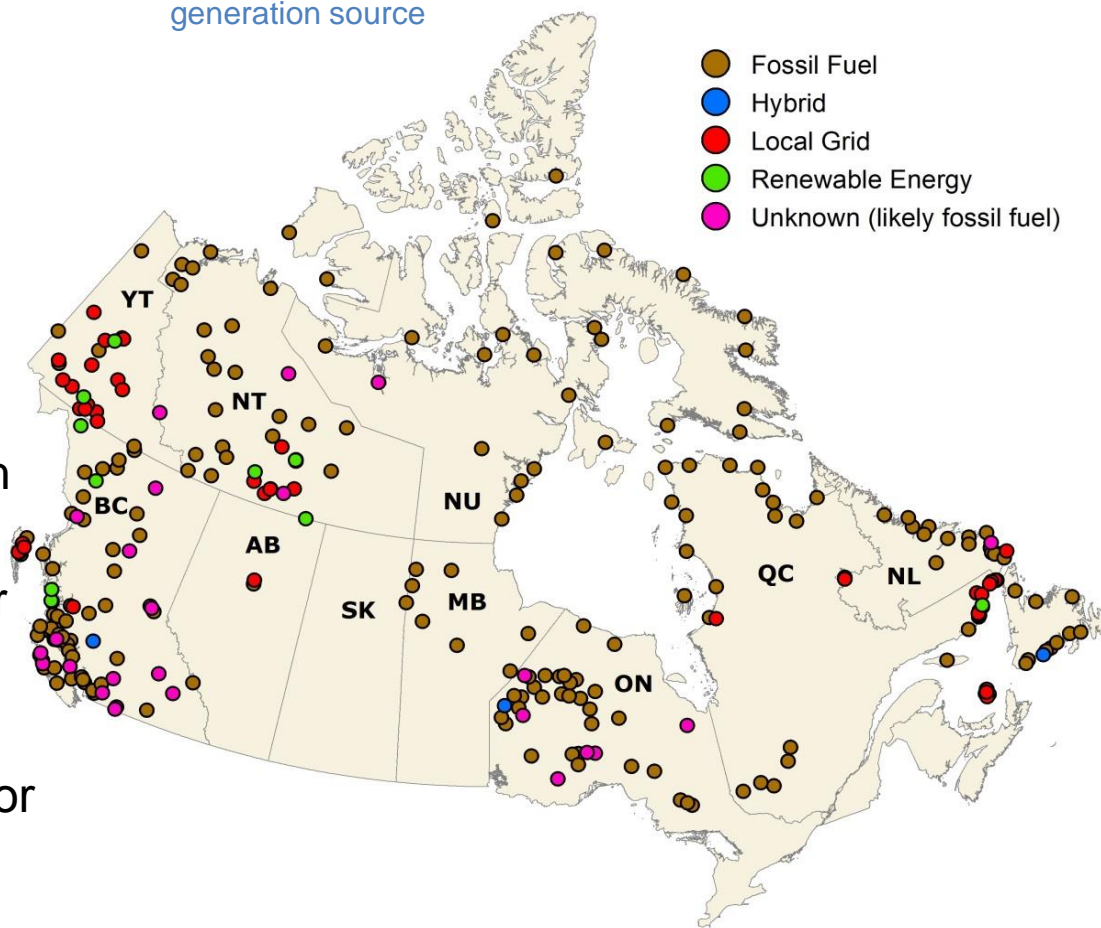 generation source
Fossil Fuel
Hybrid
Local Grid
Renewable Energy
Unknown (likely fossil fuel)
YT
NT
NU
BC
AB
SK
MB
QC
NL
ON
or